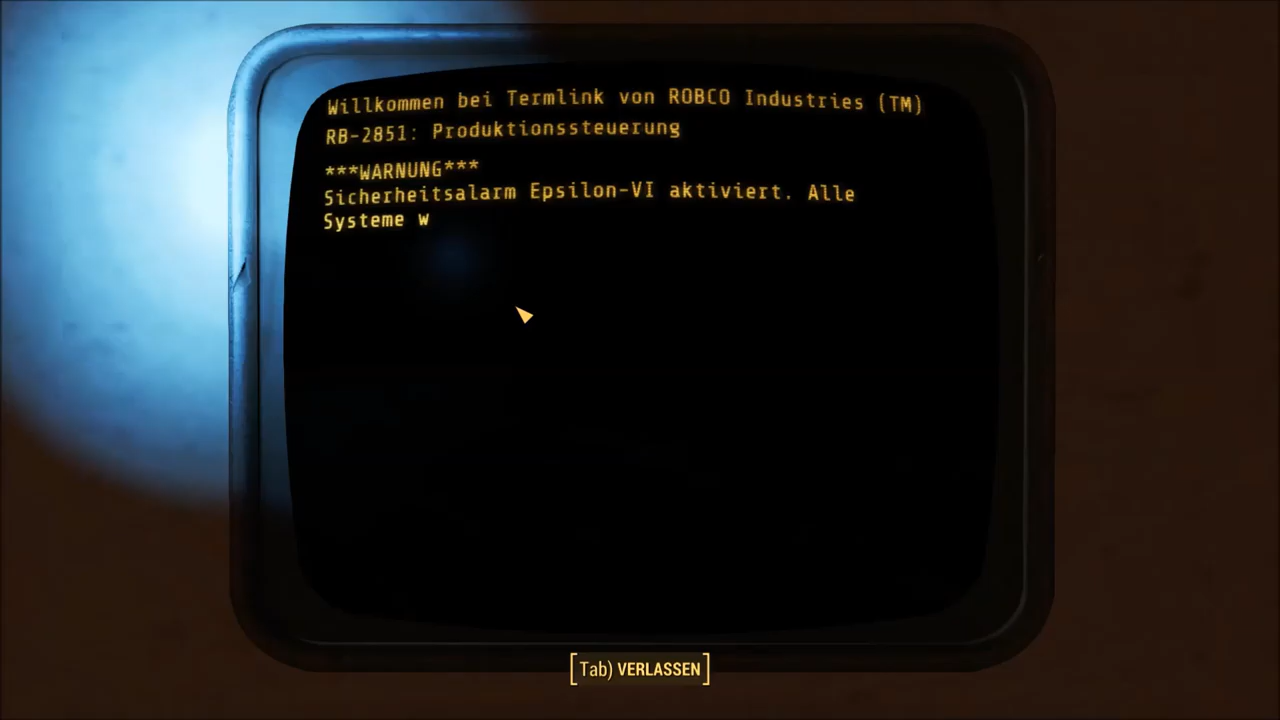 Willkommen bei Termlink von ROBCO Industries (TM)
RB-2851: Produktionssteuerung
***WARNUNG***
Sicherheitsalarm Epsilon-VI aktiviert. Alle
Systeme w
[Tab) VERLASSEN]